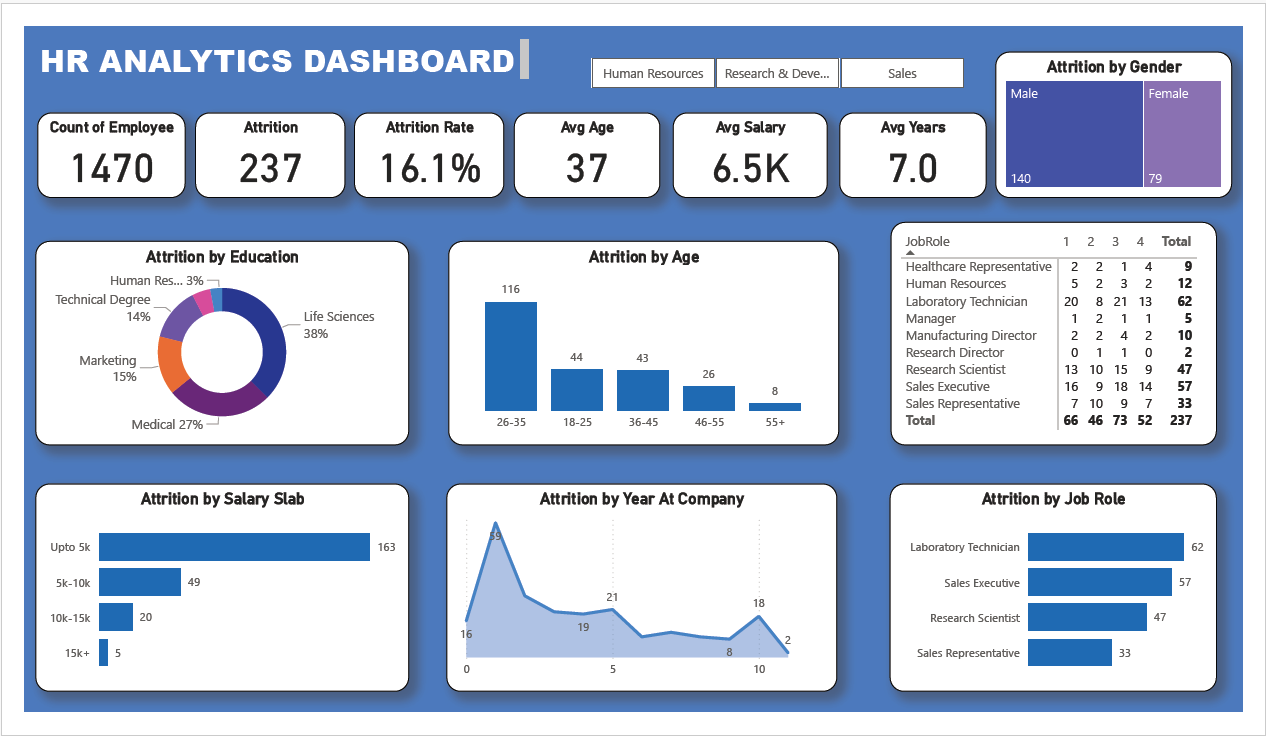 HR ANALYTICS DASHBOARD
Human Resources
Research & Deve...
Sales
Attrition by Gender
Male
Female
140
79
Count of Employee
1470
Attrition
237
Attrition Rate
16.1%
Avg Age
37
Avg Salary
6.5K
Avg Years
7.0
Attrition by Education
Human Res... 3%
Technical Degree
14%
Life Sciences
38%
Marketing
15%
Medical 27%
Attrition by Age
116
44
43
26
8
26-35
18-25
36-45
46-55
55+
JobRole 1 2 3 4 Total
Healthcare Representative 2 2 1 4 9
Human Resources 5 2 3 2 12
Laboratory Technician 20 8 21 13 62
Manager 1 2 1 1 5
Manufacturing Director 2 2 4 2 10
Research Director 0 1 1 0 2
Research Scientist 13 10 15 9 47
Sales Executive 16 9 18 14 57
Sales Representative 7 10 9 7 33
Total 66 46 73 52 237
Attrition by Salary Slab
Upto 5k 163
5k-10k 49
10k-15k 20
15k+ 5
Attrition by Year At Company
59
16
19
21
8
18
2
0
5
10
Attrition by Job Role
Laboratory Technician 62
Sales Executive 57
Research Scientist 47
Sales Representative 33